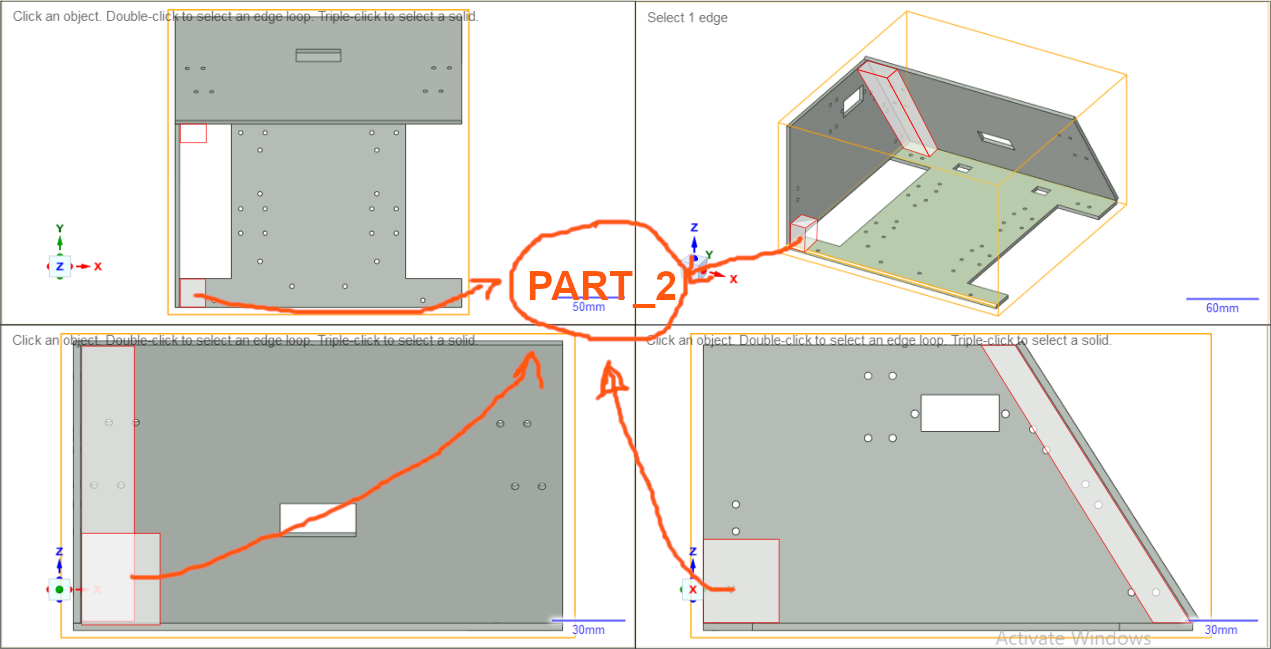 Click an object. Double-click to select an edge loop. Triple-click to select a solid.
Select 1 edge
Y
Z
X
50mm
Z
Y
X
60mm
PART_2
Click an object. Double-click to select an edge loop. Triple-click to select a solid.
Z
X
30mm
Click an object. Double-click to select an edge loop. Triple-click to select a solid.
Z
X
Y
30mm
Activate Windows